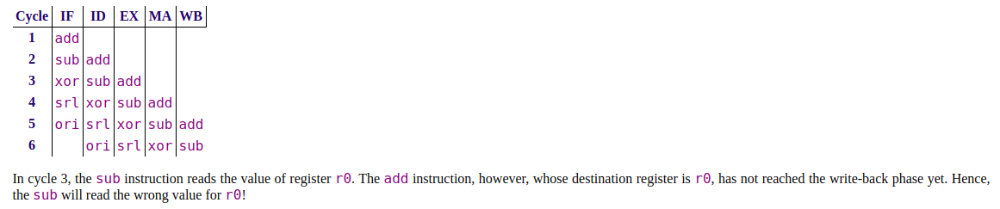 Cycle IF ID EX MA WB
1 add
2 sub add
3 xor sub add
4 srl xor sub add
5 ori srl xor sub add
6 ori srl xor sub
In cycle 3, the sub instruction reads the value of register r0. The add instruction, however, whose destination register is r0, has not reached the write-back phase yet. Hence,
the sub will read the wrong value for r0!